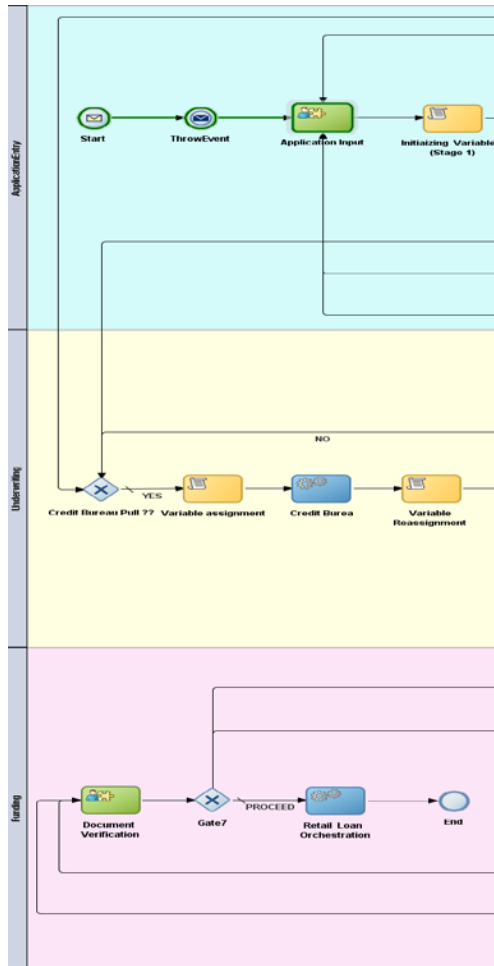 ApplicationEntry
Start
ThrowEvent
Application Input
Initiaizing Variable
(Stago 1)
Underwriting
NO
YES
Credit Bureau Pull ??
Variable assignment
Credit Burea
Variable
Reassignment
Funding
PROCEED
Document
Verification
Gate7
Retail Loan
Orchestration
End